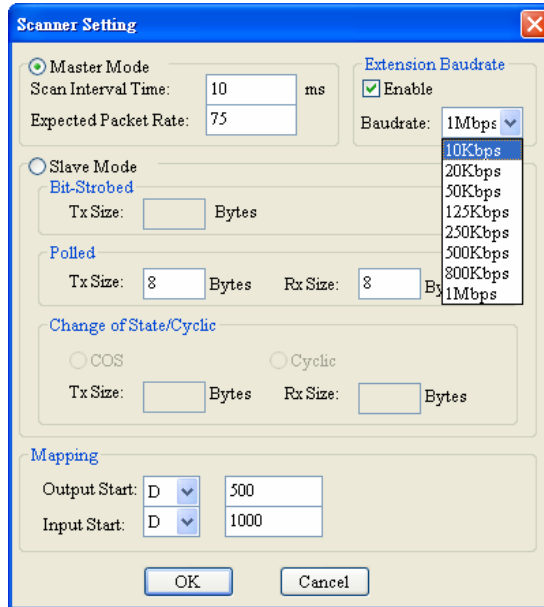 Scanner Setting
Master Mode
Scan Interval Time: 10 ms
Expected Packet Rate: 75
Extension Baudrate
Enable
Baudrate: 1Mbps
10Kbps
20Kbps
50Kbps
125Kbps
250Kbps
500Kbps
800Kbps
1Mbps
Slave Mode
Bit-Strobed
Tx Size: Bytes
Polled
Tx Size: 8 Bytes Rx Size: 8 By
Change of State/Cyclic
COS Cyclic
Tx Size: Bytes Rx Size: Bytes
Mapping
Output Start: D 500
Input Start: D 1000
OK Cancel